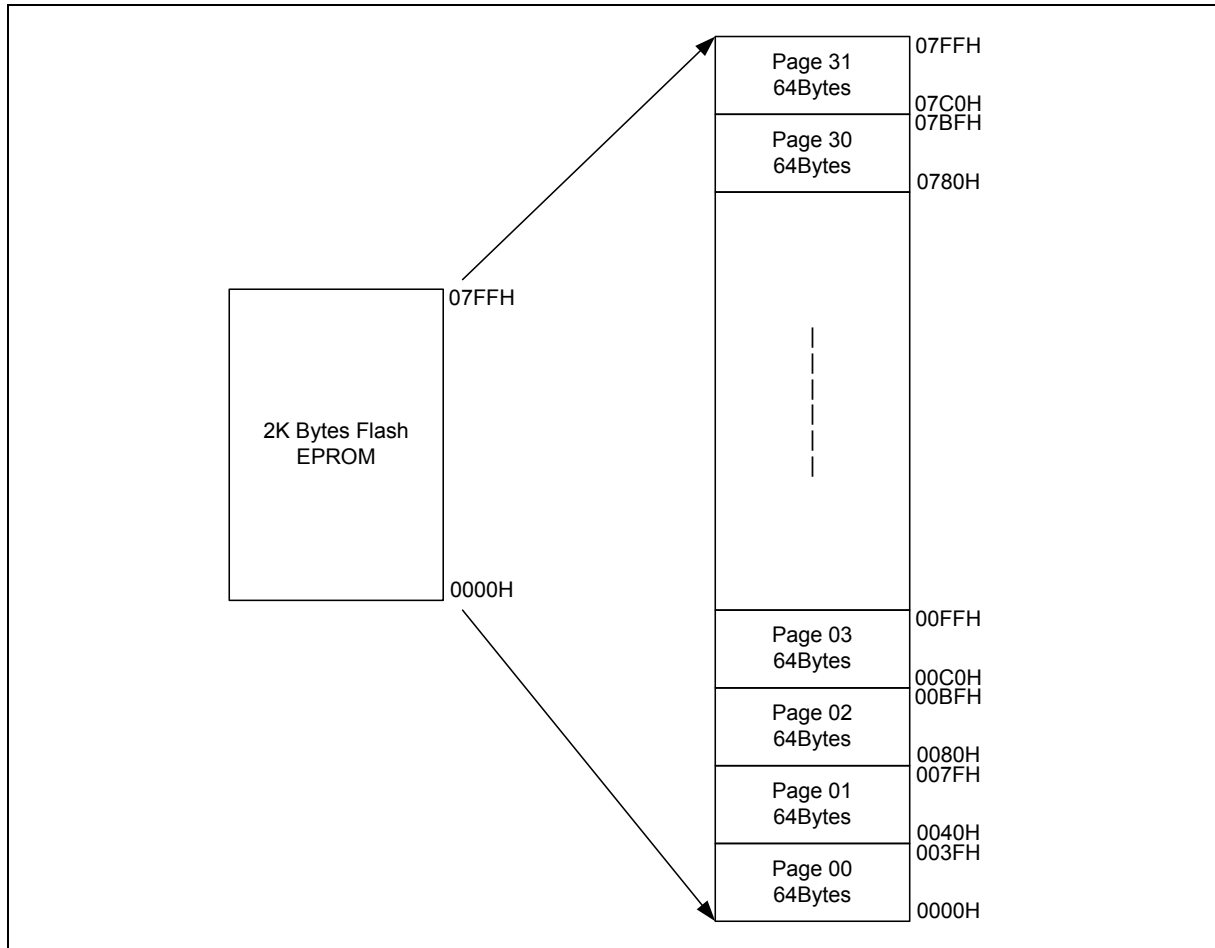 07FFH
Page 31
64Bytes
07C0H
07BFH
Page 30
64Bytes
0780H
07FFH
2K Bytes Flash
EPROM
0000H
00FFH
Page 03
64Bytes
00C0H
00BFH
Page 02
64Bytes
0080H
007FH
Page 01
64Bytes
0040H
003FH
Page 00
64Bytes
0000H